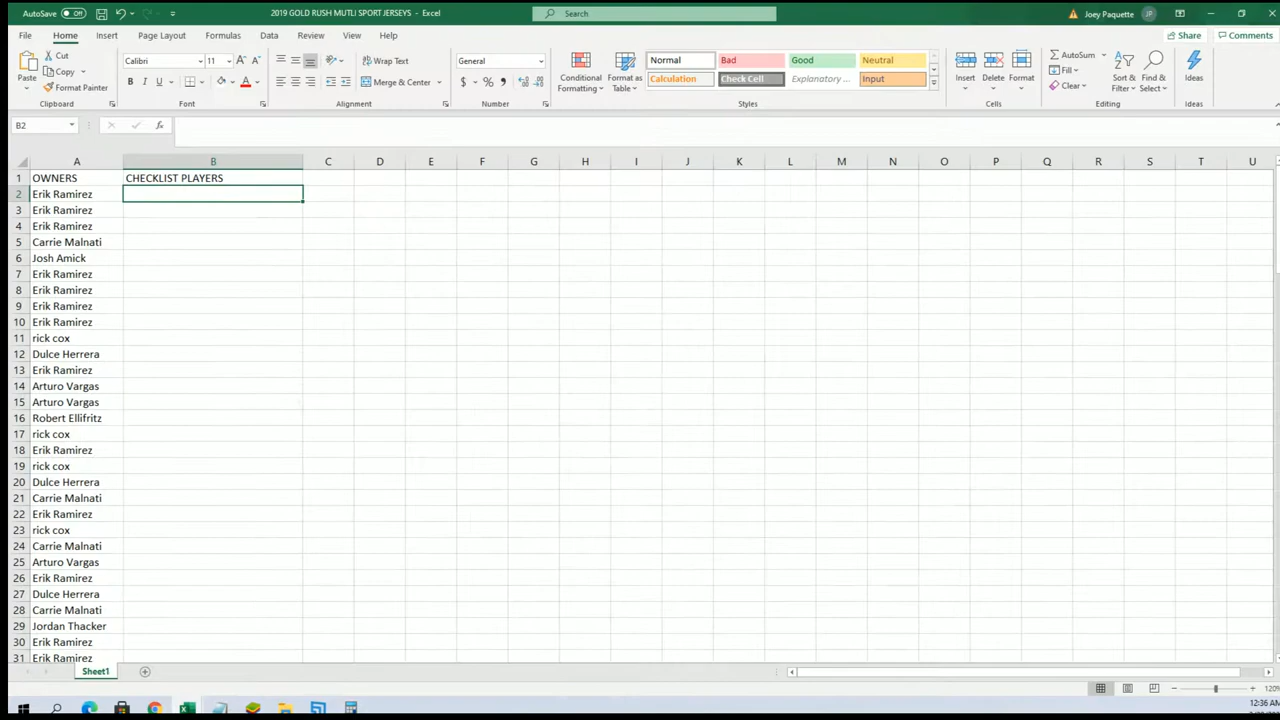 AutoSave Off 2019 GOLD RUSH MUTLI SPORT JERSEYS - Excel Search Joey Paquette JP
File Home Insert Page Layout Formulas Data Review View Help Share Comments
Paste Cut Copy Format Painter Clipboard
Calibri 11 B I U A Font
Wrap Text Merge & Center Alignment
General $ % Number
Conditional Formatting Format as Table Normal Bad Good Neutral Calculation Check Cell Explanatory ... Input Styles
Insert Delete Format Cells
AutoSum Fill Clear Sort & Filter Find & Select Editing
Ideas Ideas
B2 fx
A B C D E F G H I J K L M N O P Q R S T U
1 OWNERS CHECKLIST PLAYERS
2 Erik Ramirez
3 Erik Ramirez
4 Erik Ramirez
5 Carrie Malnati
6 Josh Amick
7 Erik Ramirez
8 Erik Ramirez
9 Erik Ramirez
10 Erik Ramirez
11 rick cox
12 Dulce Herrera
13 Erik Ramirez
14 Arturo Vargas
15 Arturo Vargas
16 Robert Ellifritz
17 rick cox
18 Erik Ramirez
19 rick cox
20 Dulce Herrera
21 Carrie Malnati
22 Erik Ramirez
23 rick cox
24 Carrie Malnati
25 Arturo Vargas
26 Erik Ramirez
27 Dulce Herrera
28 Carrie Malnati
29 Jordan Thacker
30 Erik Ramirez
31 Erik Ramirez
Sheet1
120%
12:36 AM